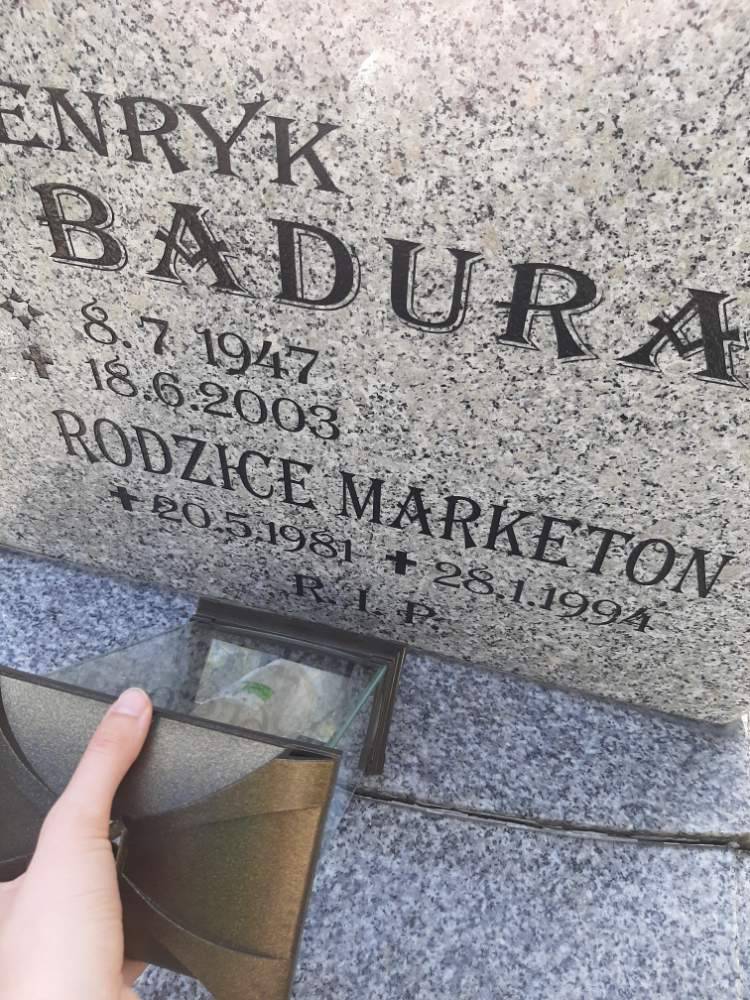 ENRYK
BADURA
8.7 1947
18.6.2003
RODZICE MARKETON
20.5.1981 28.1.1994
R. I. P.